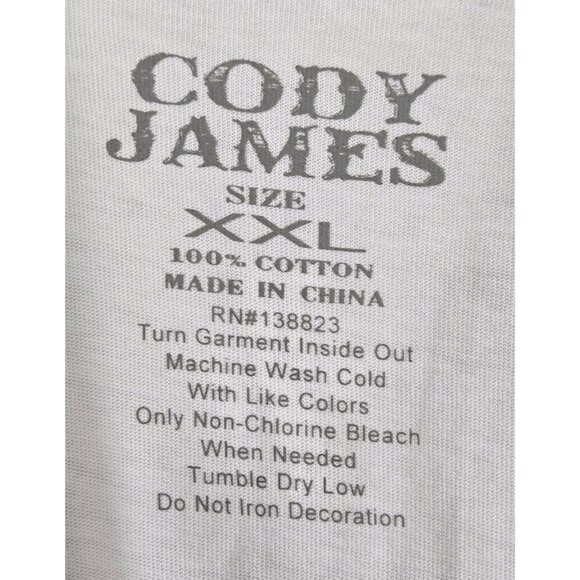 CODY
JAMES
SIZE
XXL
100% COTTON
MADE IN CHINA
RN#138823
Turn Garment Inside Out
Machine Wash Cold
With Like Colors
Only Non-Chlorine Bleach
When Needed
Tumble Dry Low
Do Not Iron Decoration